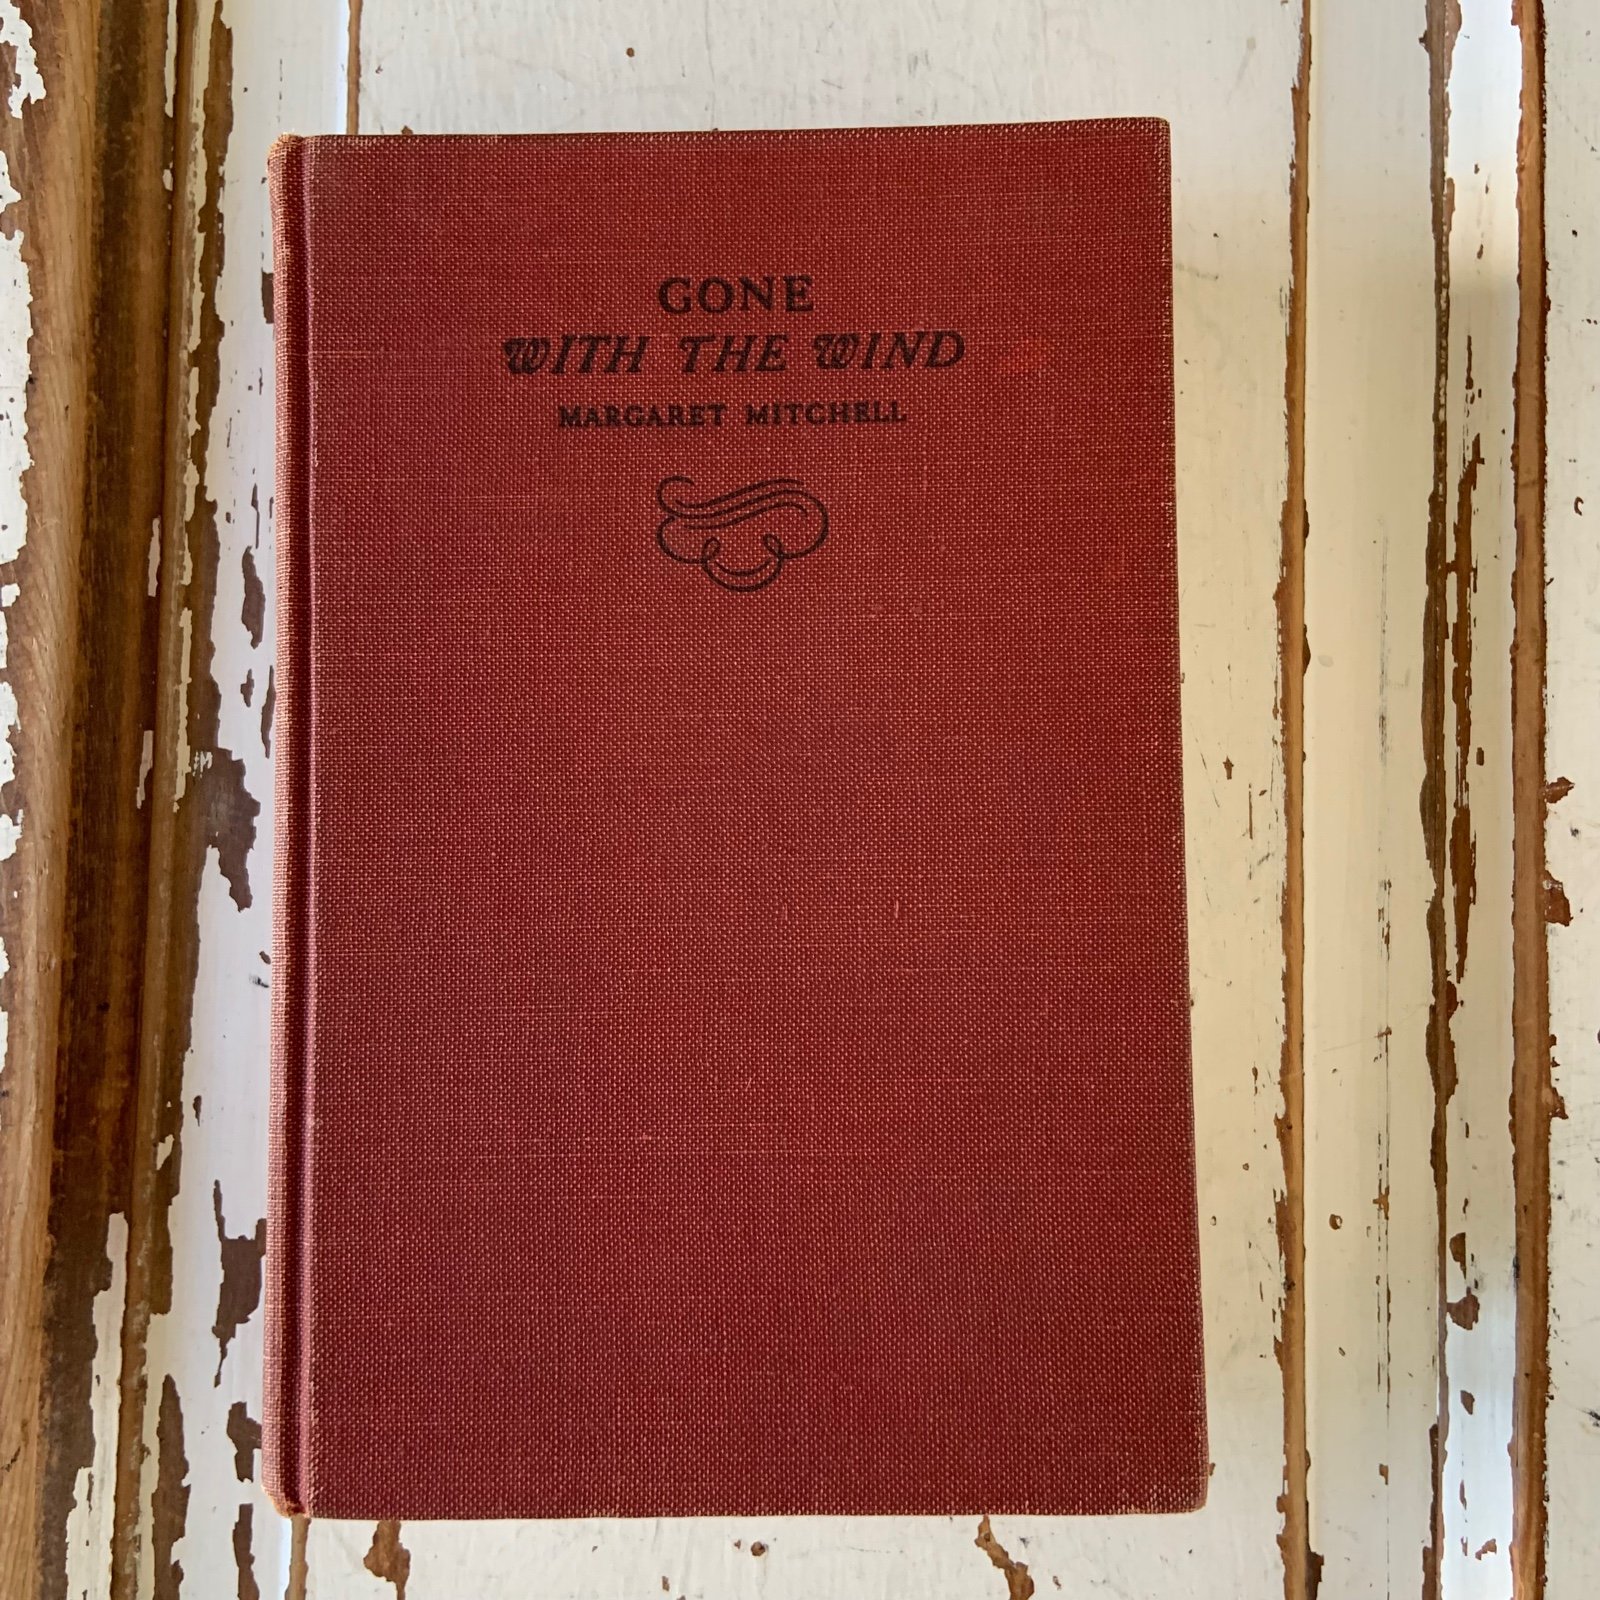 GONE
WITH THE WIND
MARGARET MITCHELL